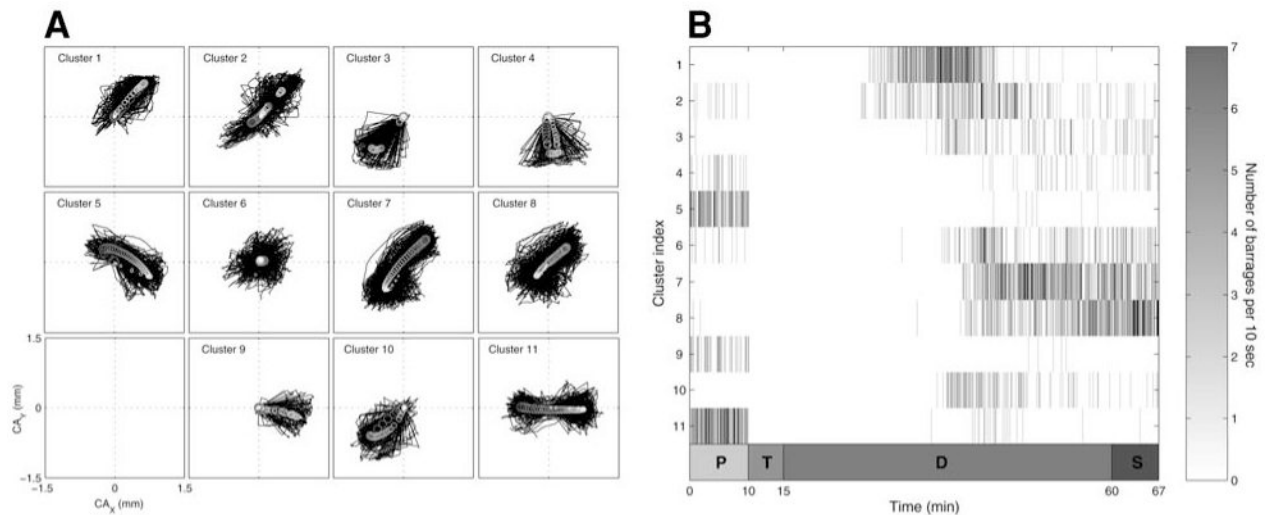 A
Cluster 1
Cluster 2
Cluster 3
Cluster 4
Cluster 5
Cluster 6
Cluster 7
Cluster 8
Cluster 9
Cluster 10
Cluster 11
1.5
0
−1.5
CAY (mm)
−1.5 0 1.5
CAX (mm)
B
Cluster index
1
2
3
4
5
6
7
8
9
10
11
P T D S
0 10 15 60 67
Time (min)
7
6
5
4
3
2
1
0
Number of barrages per 10 sec